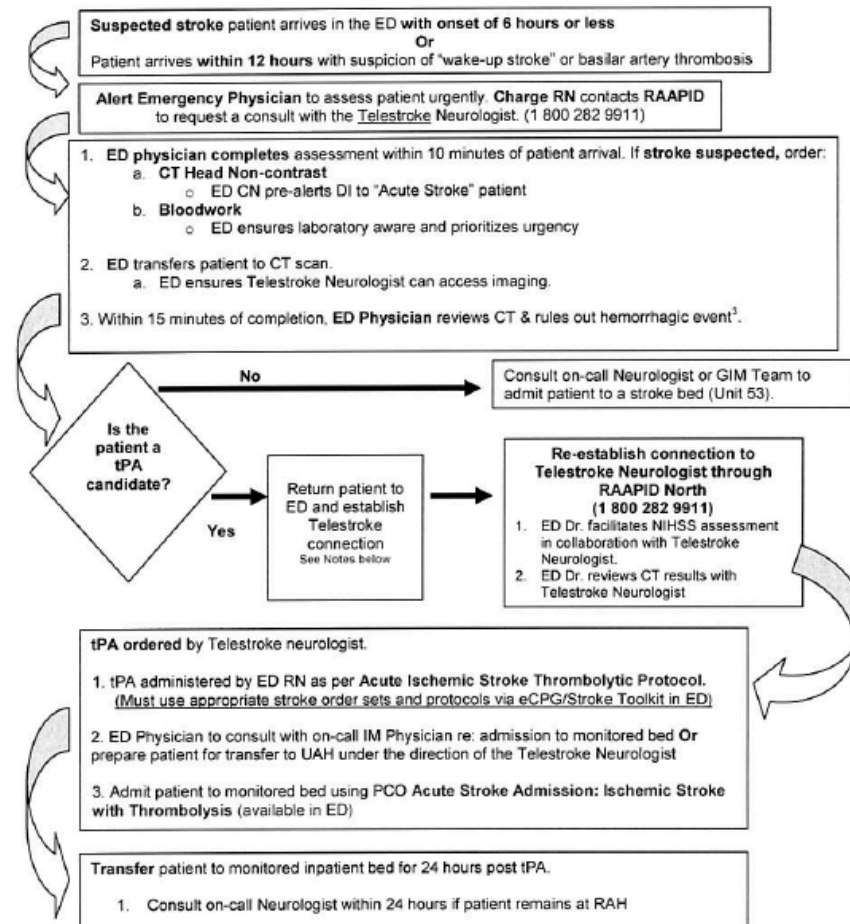 Suspected stroke patient arrives in the ED with onset of 6 hours or less
Or
Patient arrives within 12 hours with suspicion of "wake-up stroke" or basilar artery thrombosis
Alert Emergency Physician to assess patient urgently. Charge RN contacts RAAPID
to request a consult with the Telestroke Neurologist. (1 800 282 9911)
1. ED physician completes assessment within 10 minutes of patient arrival. If stroke suspected, order:
a. CT Head Non-contrast
o ED CN pre-alerts DI to "Acute Stroke" patient
b. Bloodwork
o ED ensures laboratory aware and prioritizes urgency
2. ED transfers patient to CT scan.
a. ED ensures Telestroke Neurologist can access imaging.
3. Within 15 minutes of completion, ED Physician reviews CT & rules out hemorrhagic event³.
No
Consult on-call Neurologist or GIM Team to
admit patient to a stroke bed (Unit 53).
Is the
patient a
tPA
candidate?
Yes
Return patient to
ED and establish
Telestroke
connection
See Notes below
Re-establish connection to
Telestroke Neurologist through
RAAPID North
(1 800 282 9911)
1. ED Dr. facilitates NIHSS assessment
in collaboration with Telestroke
Neurologist.
2. ED Dr. reviews CT results with
Telestroke Neurologist
tPA ordered by Telestroke neurologist.
1. tPA administered by ED RN as per Acute Ischemic Stroke Thrombolytic Protocol.
(Must use appropriate stroke order sets and protocols via eCPG/Stroke Toolkit in ED)
2. ED Physician to consult with on-call IM Physician re: admission to monitored bed Or
prepare patient for transfer to UAH under the direction of the Telestroke Neurologist
3. Admit patient to monitored bed using PCO Acute Stroke Admission: Ischemic Stroke
with Thrombolysis (available in ED)
Transfer patient to monitored inpatient bed for 24 hours post tPA.
1. Consult on-call Neurologist within 24 hours if patient remains at RAH